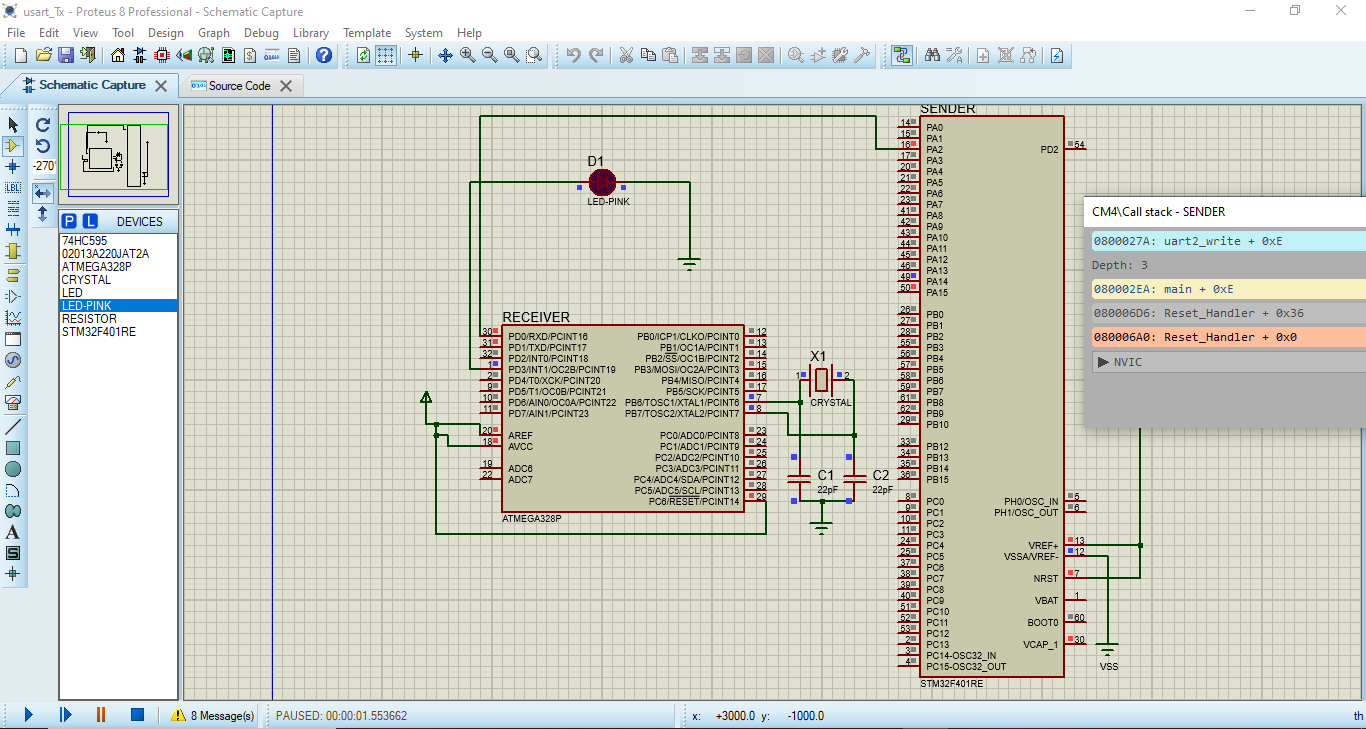 usart_Tx - Proteus 8 Professional - Schematic Capture
File Edit View Tool Design Graph Debug Library Template System Help
Schematic Capture
Source Code
-270°
LBL
A
S
P L DEVICES
74HC595
02013A220JAT2A
ATMEGA328P
CRYSTAL
LED
LED-PINK
RESISTOR
STM32F401RE
D1
LED-PINK
RECEIVER
30 PD0/RXD/PCINT16
31 PD1/TXD/PCINT17
32 PD2/INT0/PCINT18
1 PD3/INT1/OC2B/PCINT19
2 PD4/T0/XCK/PCINT20
9 PD5/T1/OC0B/PCINT21
10 PD6/AIN0/OC0A/PCINT22
11 PD7/AIN1/PCINT23
20 AREF
18 AVCC
19 ADC6
22 ADC7
PB0/ICP1/CLKO/PCINT0 12
PB1/OC1A/PCINT1 13
PB2/SS/OC1B/PCINT2 14
PB3/MOSI/OC2A/PCINT3 15
PB4/MISO/PCINT4 16
PB5/SCK/PCINT5 17
PB6/TOSC1/XTAL1/PCINT6 7
PB7/TOSC2/XTAL2/PCINT7 8
PC0/ADC0/PCINT8 23
PC1/ADC1/PCINT9 24
PC2/ADC2/PCINT10 25
PC3/ADC3/PCINT11 26
PC4/ADC4/SDA/PCINT12 27
PC5/ADC5/SCL/PCINT13 28
PC6/RESET/PCINT14 29
ATMEGA328P
X1
1 2
CRYSTAL
C1
22pF
C2
22pF
SENDER
14 PA0
15 PA1
16 PA2
17 PA3
20 PA4
21 PA5
22 PA6
23 PA7
41 PA8
42 PA9
43 PA10
44 PA11
45 PA12
46 PA13
49 PA14
50 PA15
26 PB0
27 PB1
28 PB2
55 PB3
56 PB4
57 PB5
58 PB6
59 PB7
61 PB8
62 PB9
29 PB10
33 PB12
34 PB13
35 PB14
36 PB15
8 PC0
9 PC1
10 PC2
11 PC3
24 PC4
25 PC5
37 PC6
38 PC7
39 PC8
40 PC9
51 PC10
52 PC11
53 PC12
2 PC13
3 PC14-OSC32_IN
4 PC15-OSC32_OUT
PD2 54
PH0/OSC_IN 5
PH1/OSC_OUT 6
VREF+ 13
VSSA/VREF- 12
NRST 7
VBAT 1
BOOT0 60
VCAP_1 30
STM32F401RE
VSS
CM4\Call stack - SENDER
0800027A: uart2_write + 0xE
Depth: 3
080002EA: main + 0xE
080006D6: Reset_Handler + 0x36
080006A0: Reset_Handler + 0x0
NVIC
8 Message(s)
PAUSED: 00:00:01.553662
x: +3000.0 y: -1000.0
th